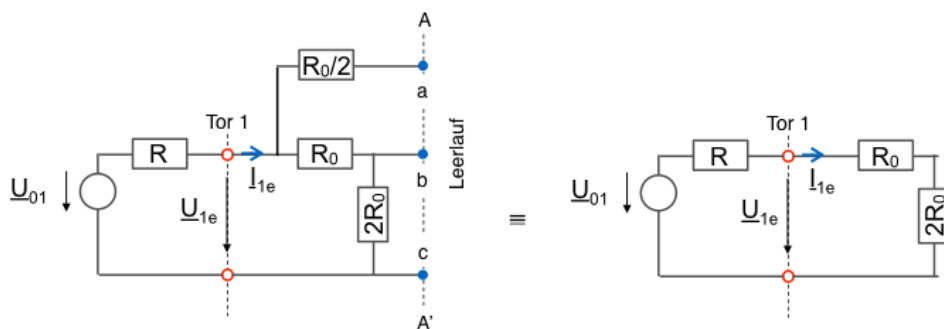 A
R₀/2
a
Tor 1
R
R₀
I₁ₑ
b
Leerlauf
U₀₁
U₁ₑ
2R₀
c
A'
≡
Tor 1
R
R₀
I₁ₑ
U₀₁
U₁ₑ
2R₀